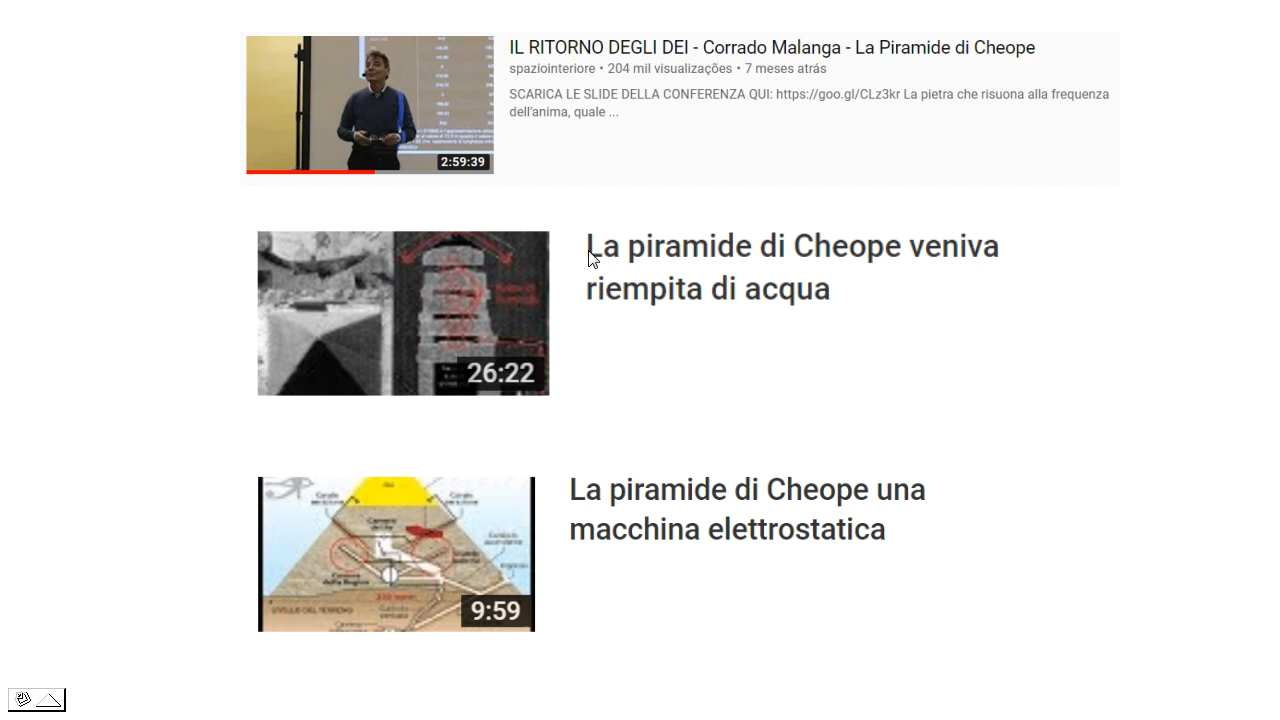 IL RITORNO DEGLI DEI - Corrado Malanga - La Piramide di Cheope
spaziointeriore • 204 mil visualizações • 7 meses atrás
SCARICA LE SLIDE DELLA CONFERENZA QUI: https://goo.gl/CLz3kr La pietra che risuona alla frequenza
dell'anima, quale ...
2:59:39
La piramide di Cheope veniva
riempita di acqua
26:22
La piramide di Cheope una
macchina elettrostatica
LIVELLO DEL TERRENO
9:59